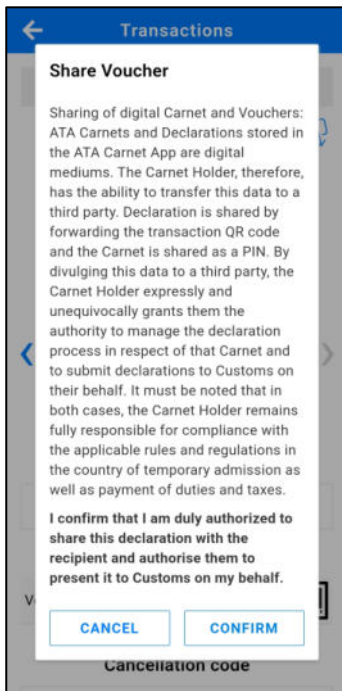 Transactions
Share Voucher
Sharing of digital Carnet and Vouchers:
ATA Carnets and Declarations stored in
the ATA Carnet App are digital
mediums. The Carnet Holder, therefore,
has the ability to transfer this data to a
third party. Declaration is shared by
forwarding the transaction QR code
and the Carnet is shared as a PIN. By
divulging this data to a third party, the
Carnet Holder expressly and
unequivocally grants them the
authority to manage the declaration
process in respect of that Carnet and
to submit declarations to Customs on
their behalf. It must be noted that in
both cases, the Carnet Holder remains
fully responsible for compliance with
the applicable rules and regulations in
the country of temporary admission as
well as payment of duties and taxes.
I confirm that I am duly authorized to
share this declaration with the
recipient and authorise them to
present it to Customs on my behalf.
CANCEL CONFIRM
Cancellation code